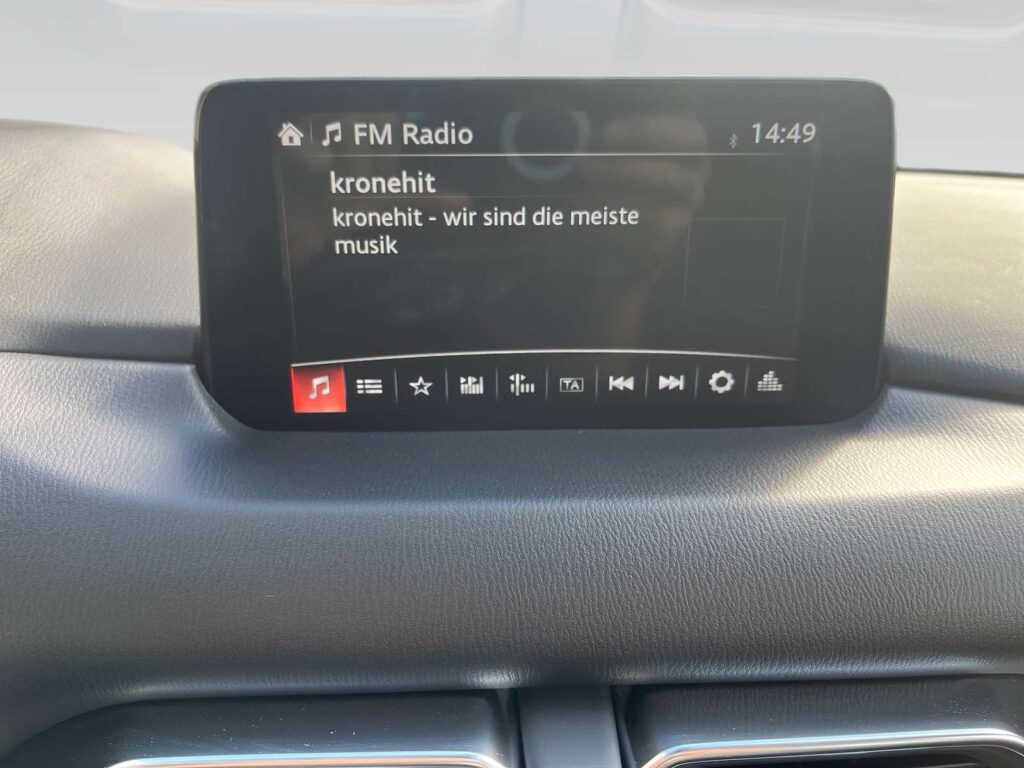 FM Radio 14:49
kronehit
kronehit - wir sind die meiste
musik
TA